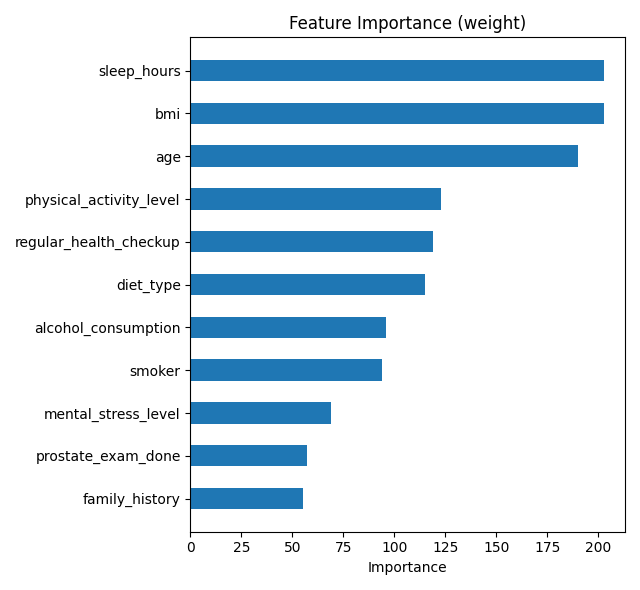 Feature Importance (weight)
sleep_hours
bmi
age
physical_activity_level
regular_health_checkup
diet_type
alcohol_consumption
smoker
mental_stress_level
prostate_exam_done
family_history
0 25 50 75 100 125 150 175 200
Importance